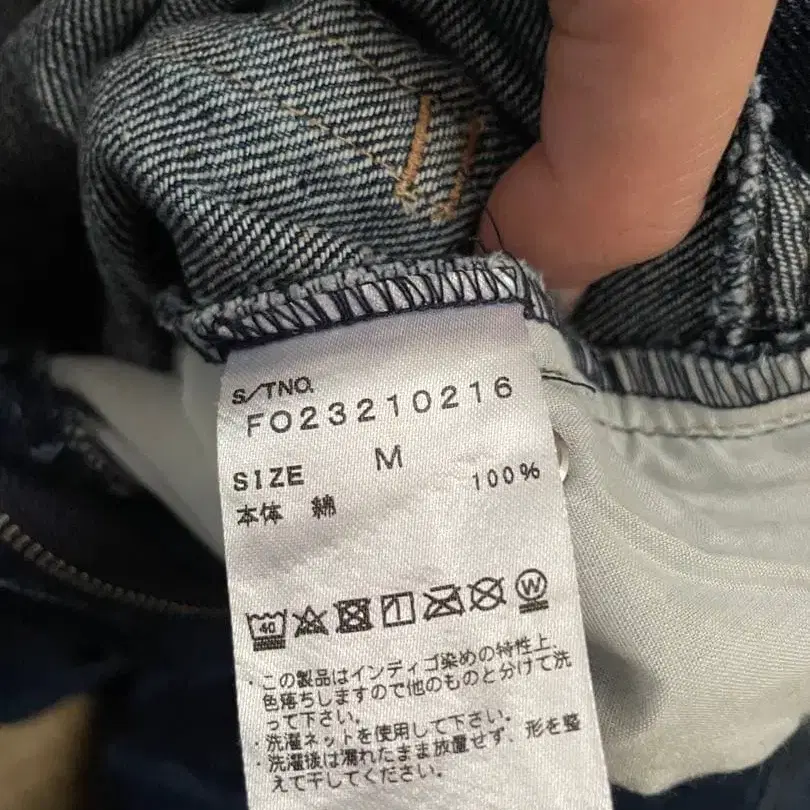 S/TNO.
FO23210216
SIZE M
本体 綿 100%
40 W
・この製品はインディゴ染めの特性上、
色落ちしますので他のものと分けて洗
って下さい。
・洗濯ネットを使用して下さい。
・洗濯後は濡れたまま放置せず、形を整
えて干してください。